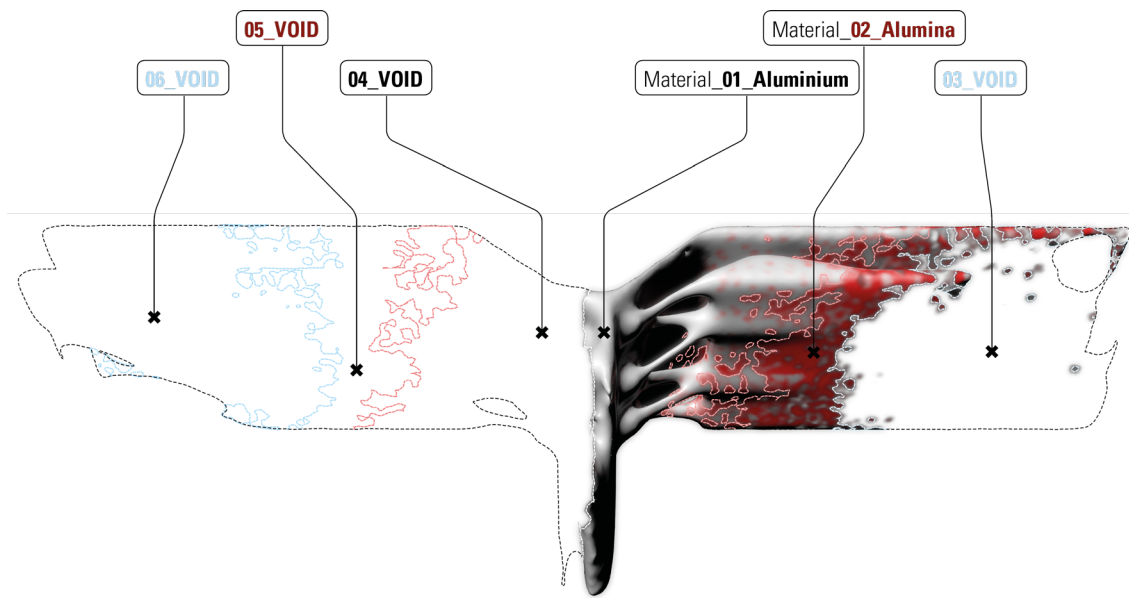 05_VOID
Material_02_Alumina
06_VOID
04_VOID
Material_01_Aluminium
03_VOID